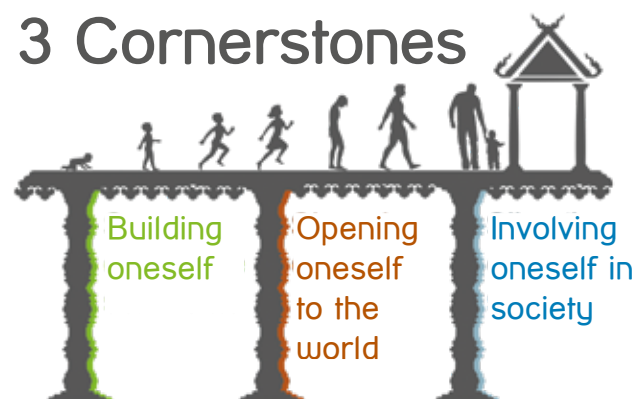 3 Cornerstones
Building
oneself
Opening
oneself
to the
world
Involving
oneself in
society